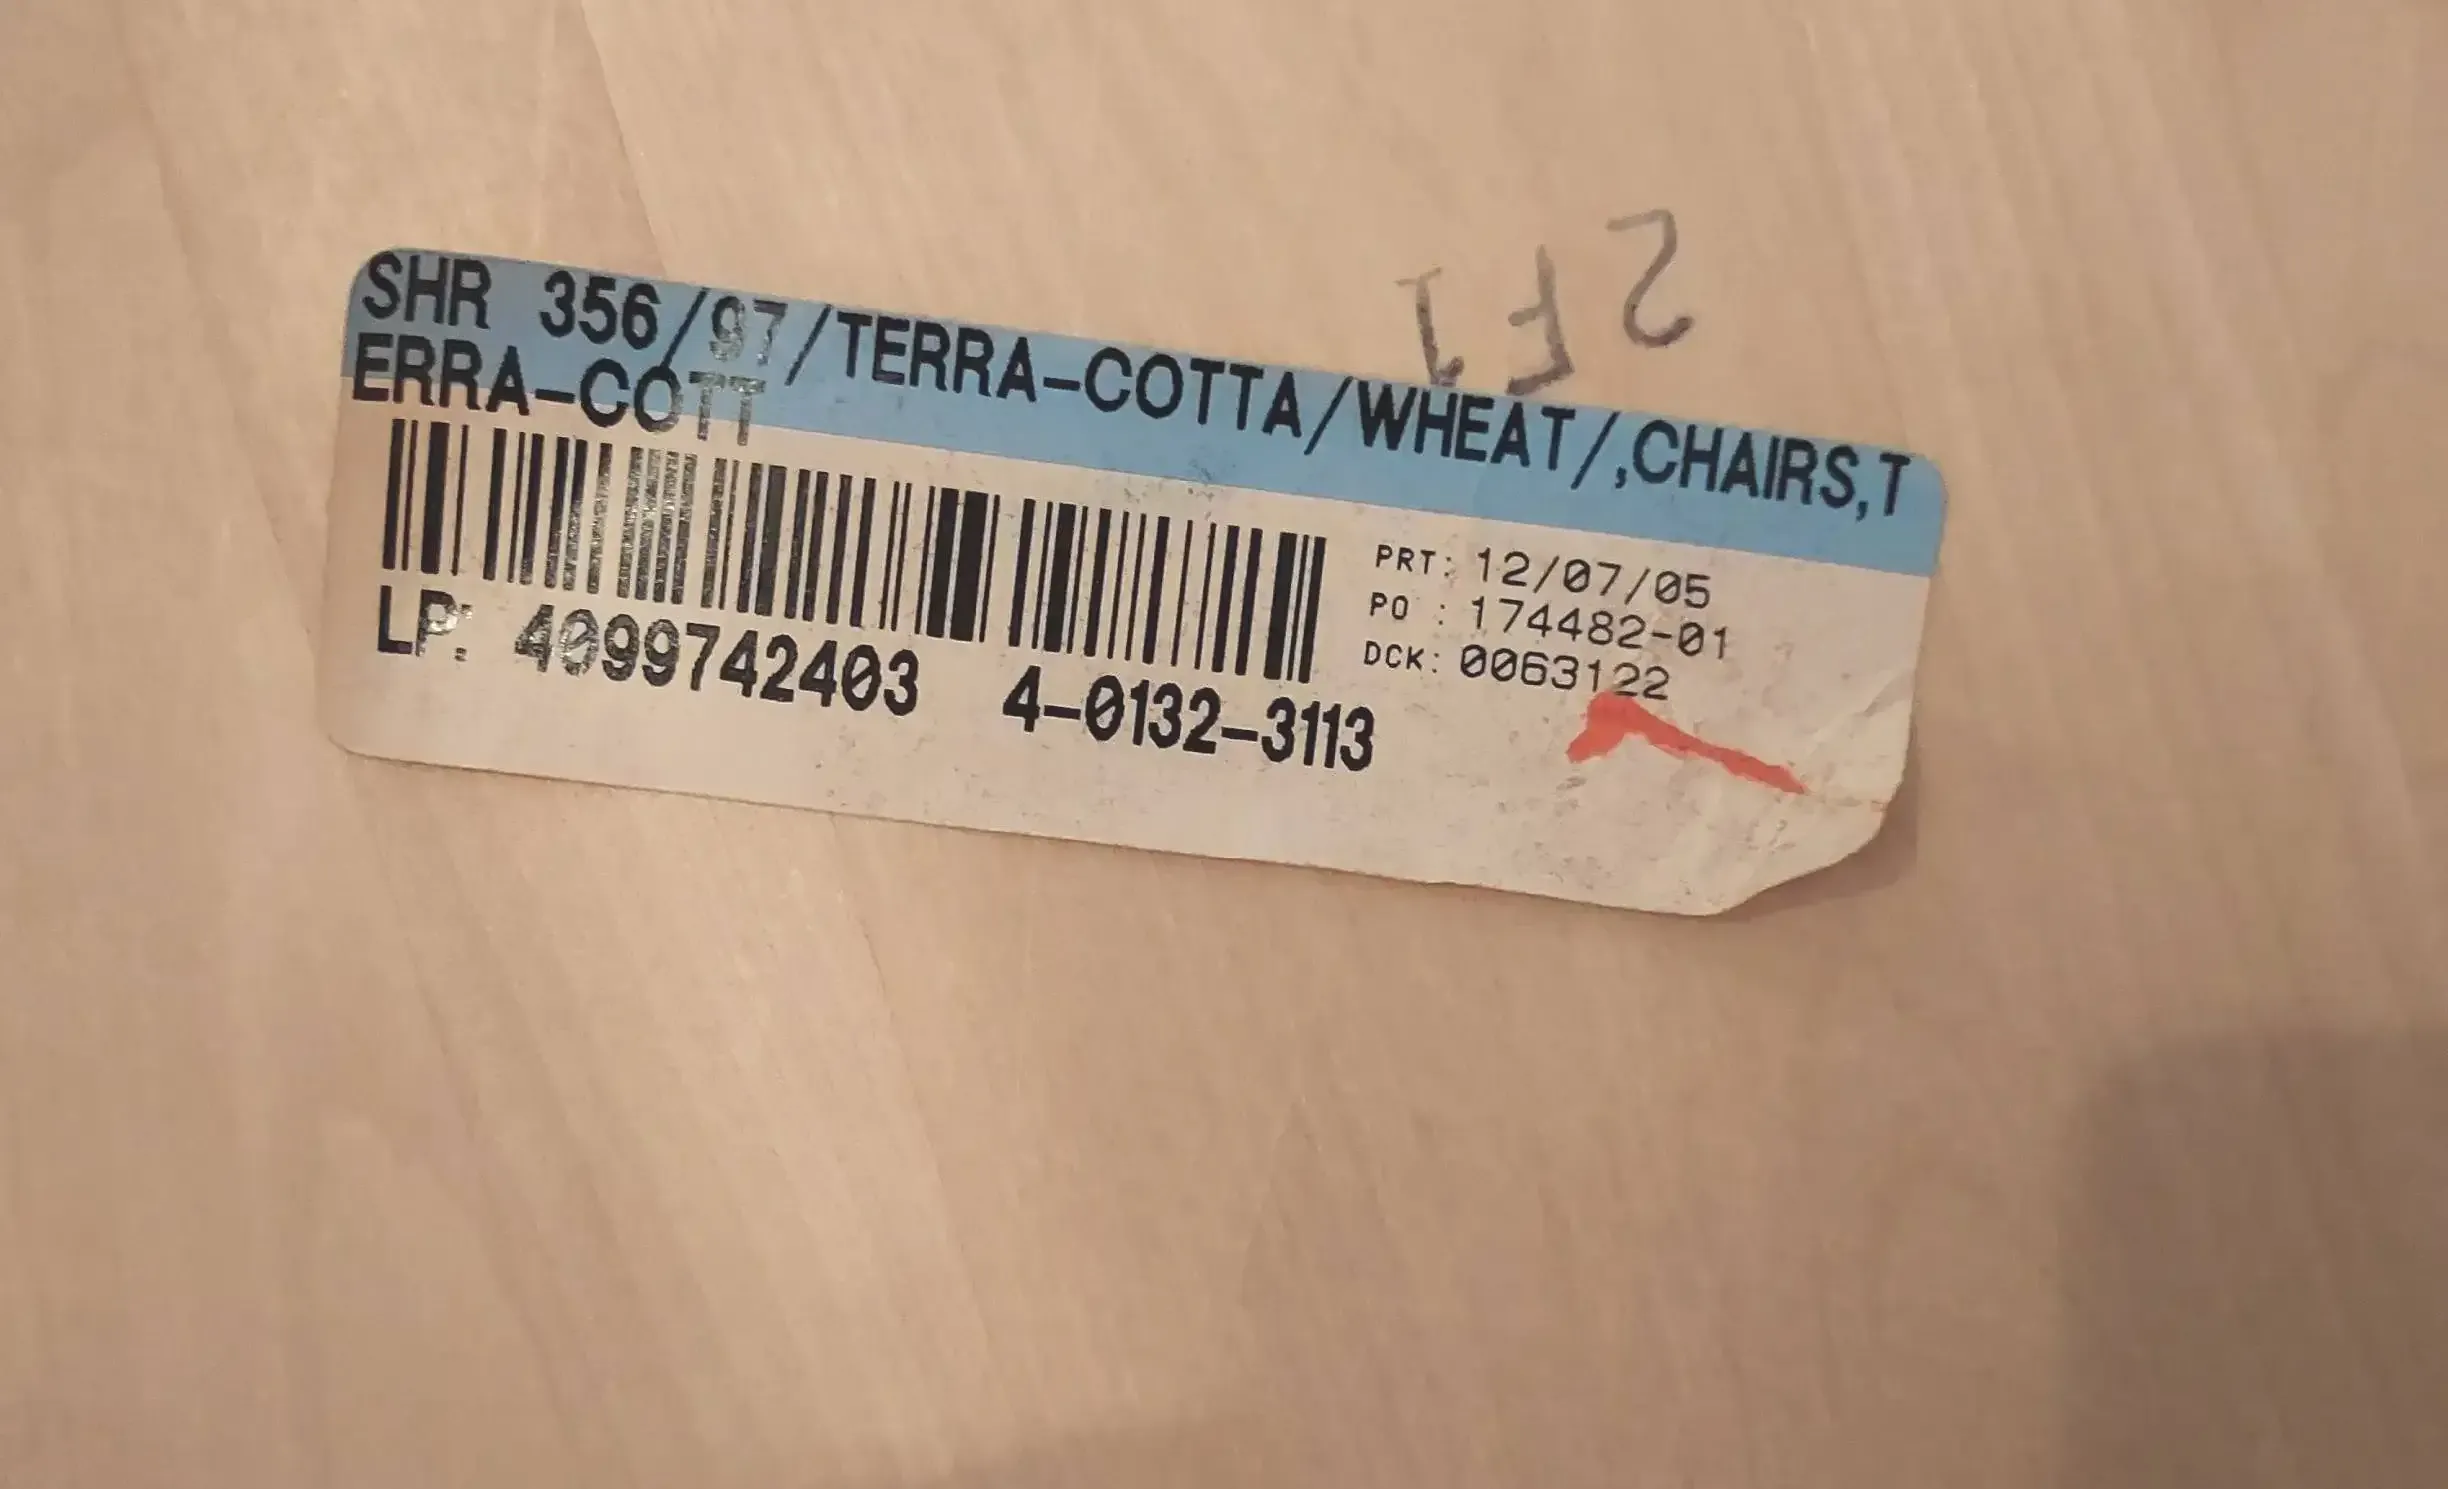 SHR 356/97/TERRA-COTTA/WHEAT/,CHAIRS,T
ERRA-COTT
PRT: 12/07/05
PO : 174482-01
DCK: 0063122
LP: 4099742403 4-0132-3113